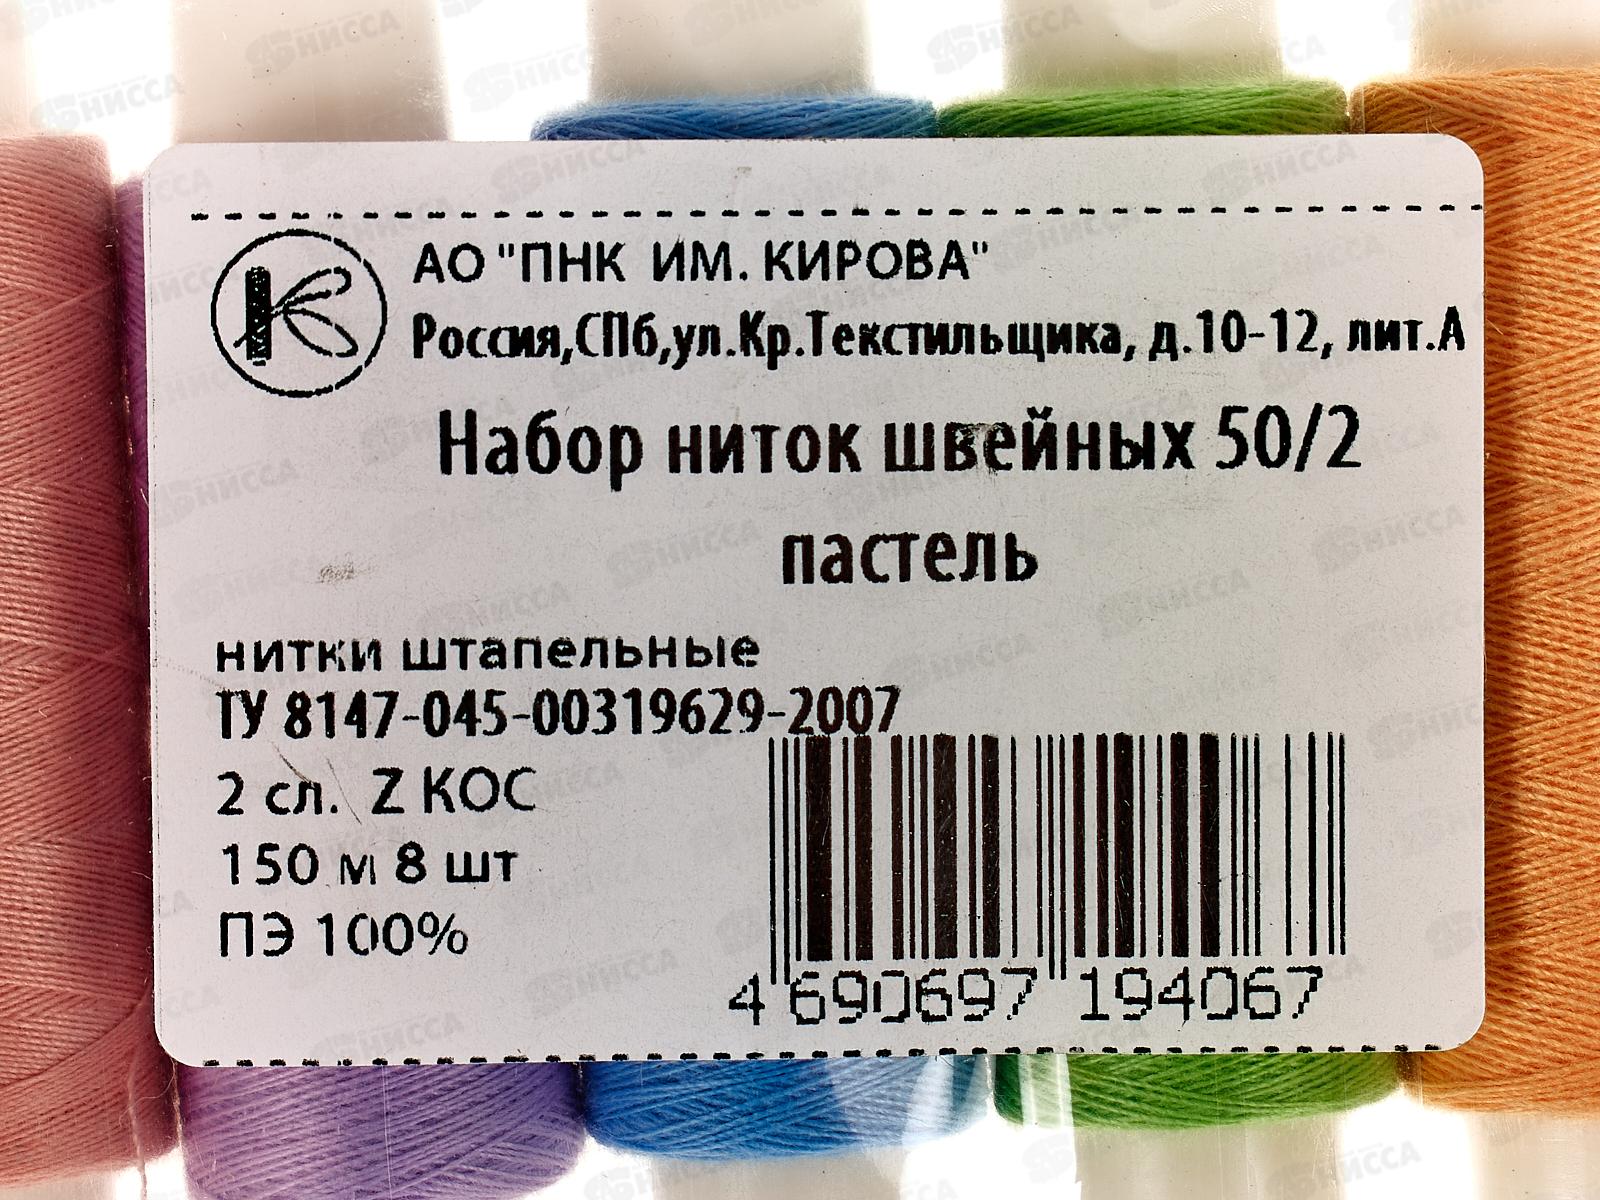 АО "ПНК ИМ. КИРОВА"
Россия,СПб,ул.Кр.Текстильщика, д.10-12, лит.А
Набор ниток швейных 50/2
пастель
нитки штапельные
ТУ 8147-045-00319629-2007
2 сл. Z КОС
150 м 8 шт
ПЭ 100%
4 690697 194067